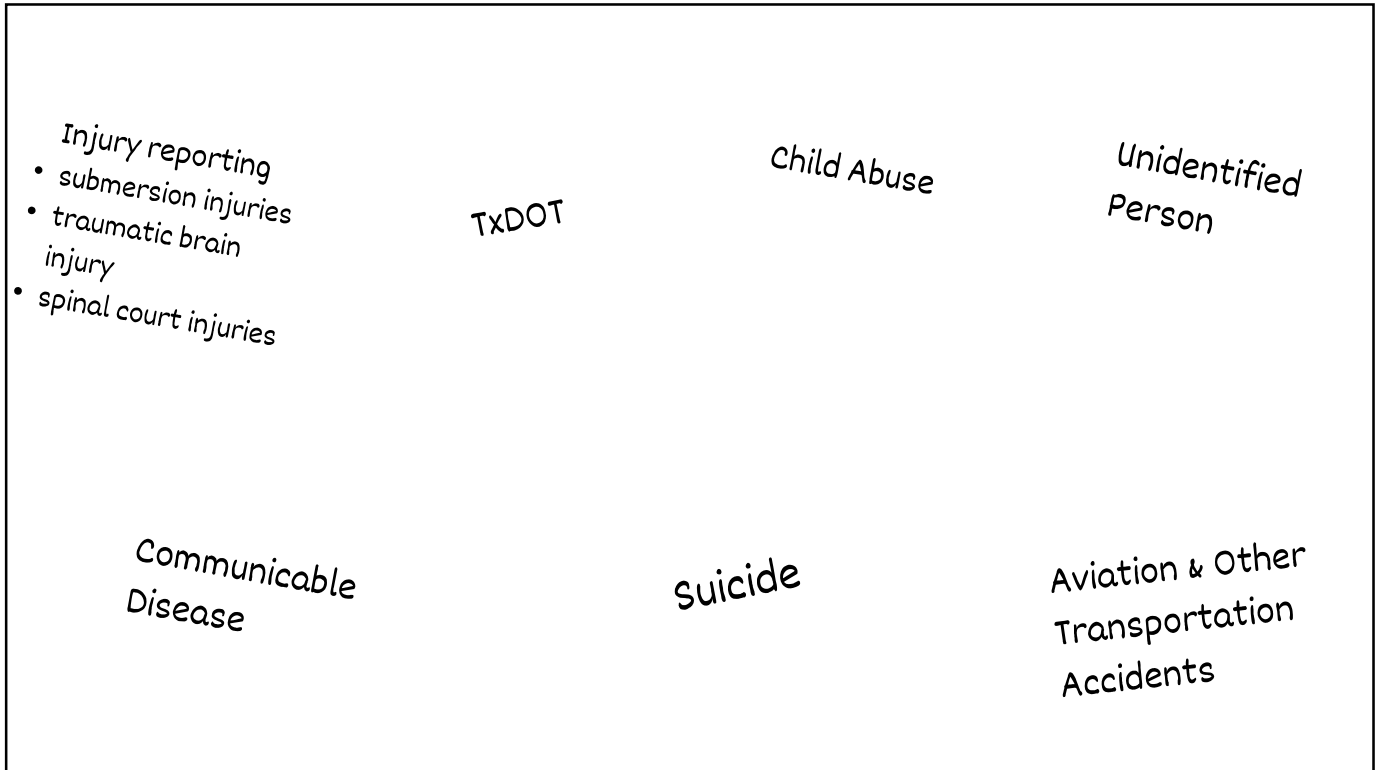 Injury reporting
• submersion injuries
• traumatic brain
injury
• spinal court injuries
TxDOT
Child Abuse
Unidentified
Person
Communicable
Disease
Suicide
Aviation & Other
Transportation
Accidents